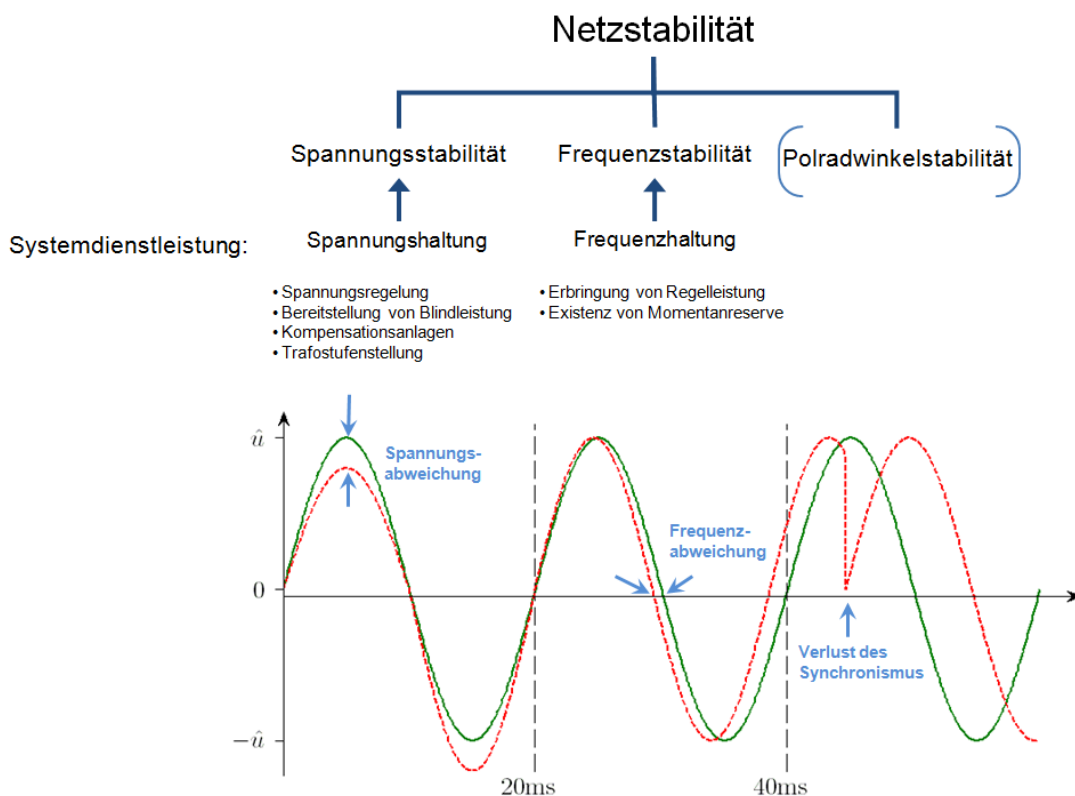 Netzstabilität
Spannungsstabilität
Frequenzstabilität
Polradwinkelstabilität
Systemdienstleistung:
Spannungshaltung
Frequenzhaltung
• Spannungsregelung
• Bereitstellung von Blindleistung
• Kompensationsanlagen
• Trafostufenstellung
• Erbringung von Regelleistung
• Existenz von Momentanreserve
û
Spannungs-
abweichung
Frequenz-
abweichung
0
Verlust des
Synchronismus
−û
20ms
40ms